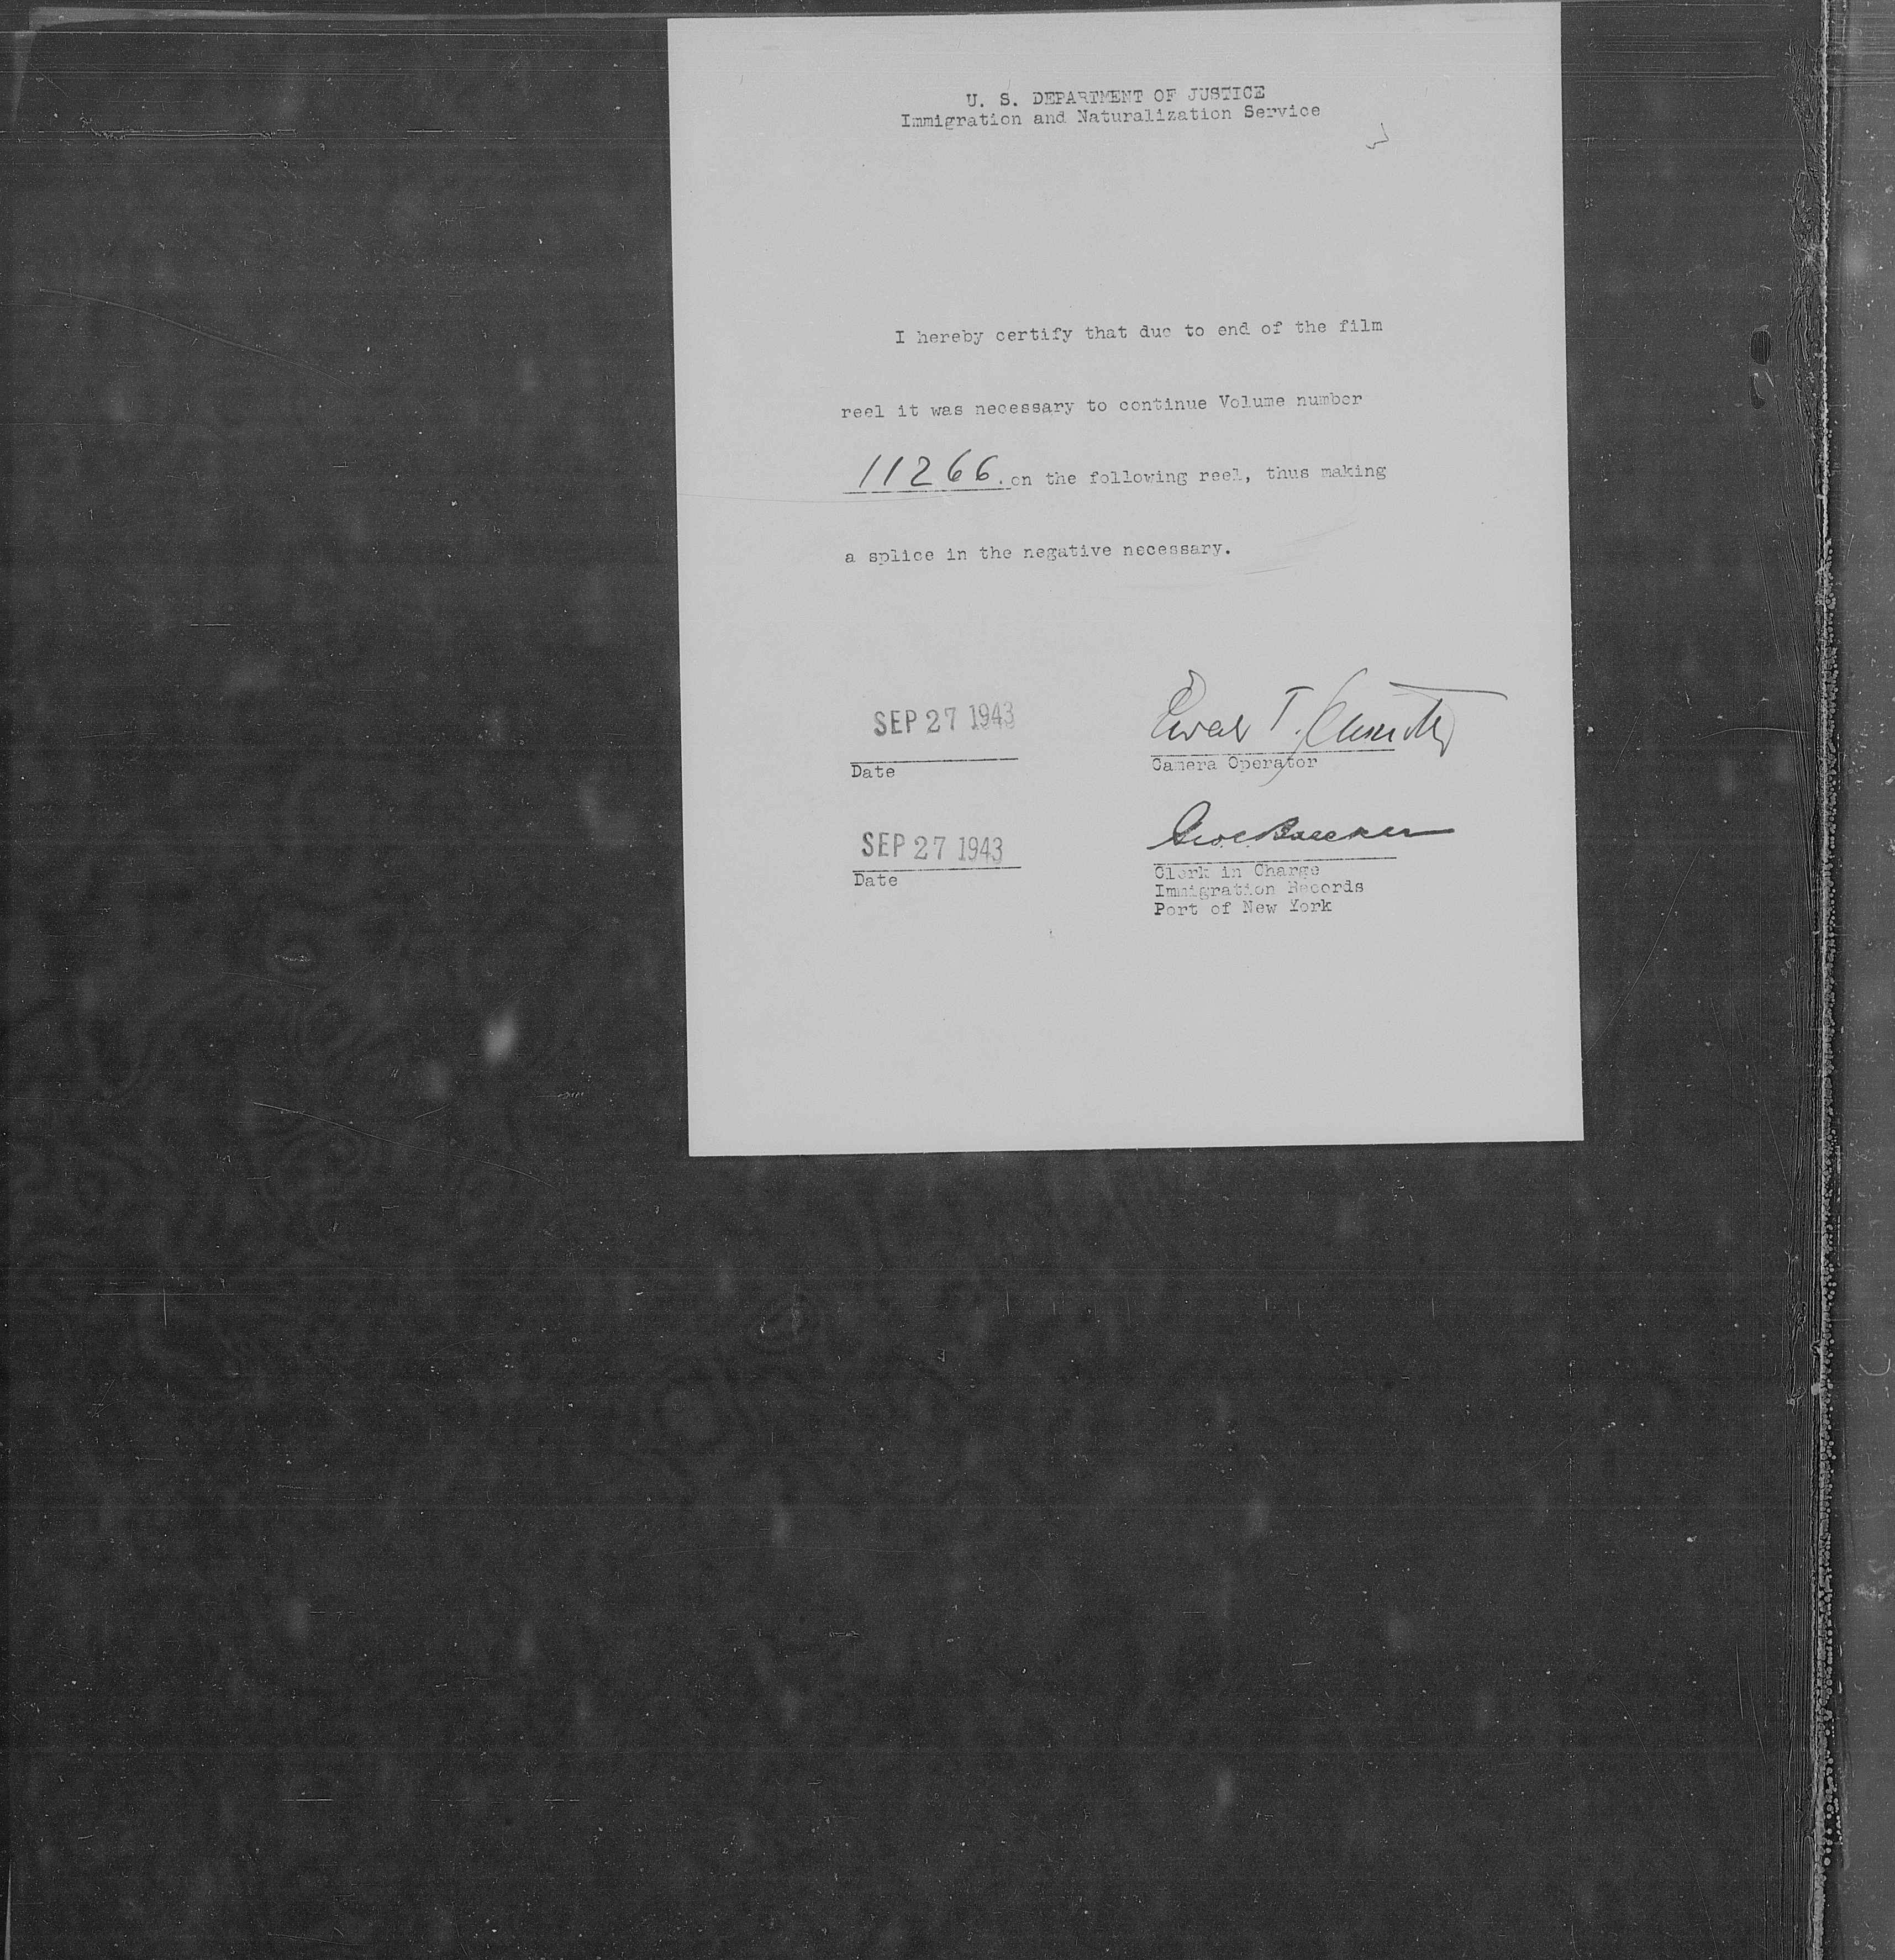 U. S. DEPARTMENT OF JUSTICE
Immigration and Naturalization Service
I hereby certify that due to end of the film
reel it was necessary to continue Volume number
11266. on the following reel, thus making
a splice in the negative necessary.
SEP 27 1943
Date
T.
Camera Operator
SEP 27 1943
Date
Clerk in Charge
Immigration Records
Port of New York